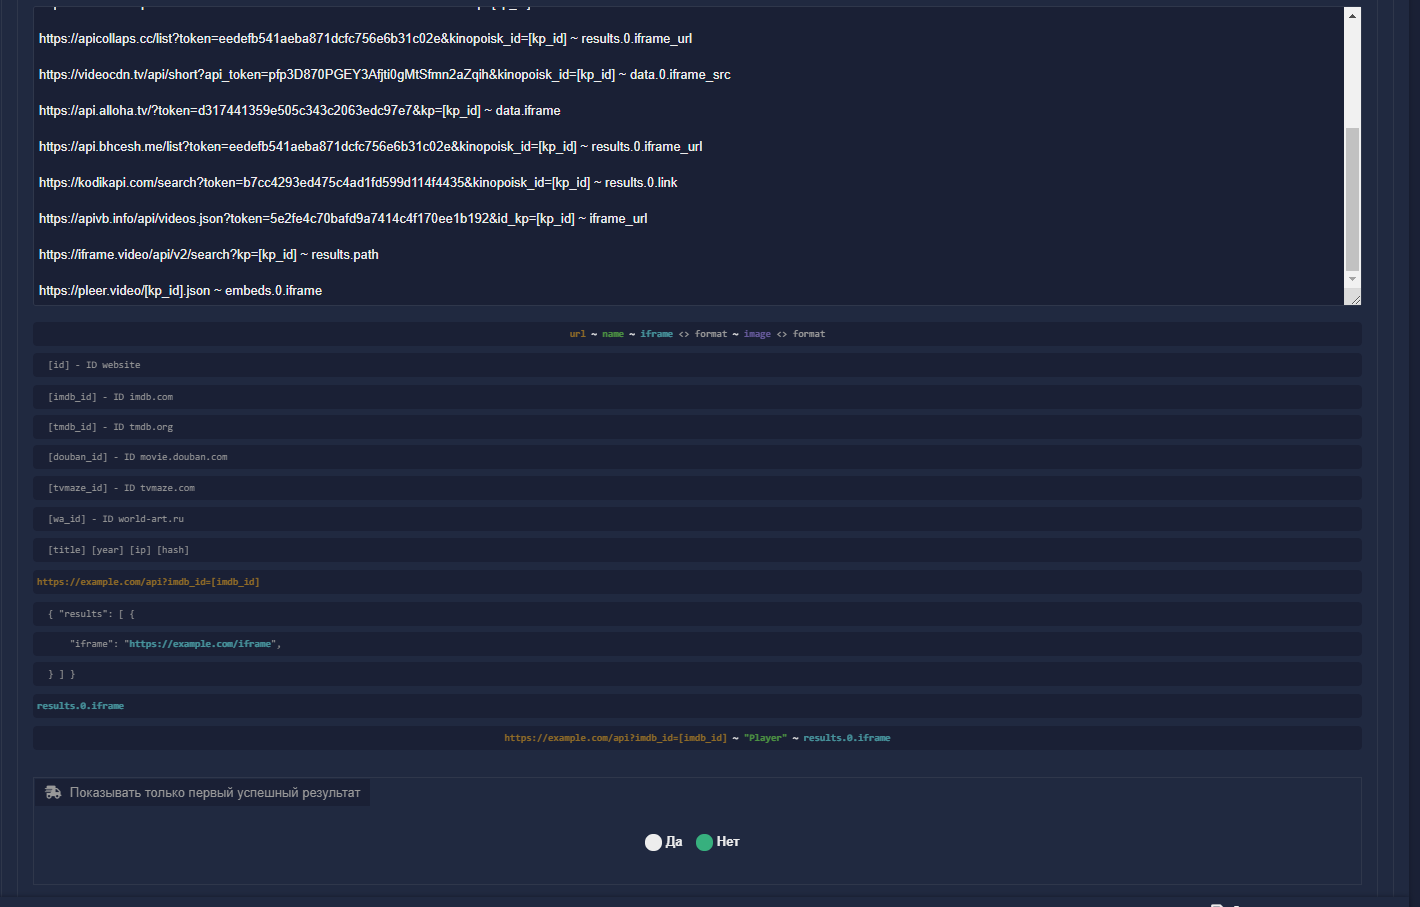 https://apicollaps.cc/list?token=eedefb541aeba871dcfc756e6b31c02e&kinopoisk_id=[kp_id] ~ results.0.iframe_url
https://videocdn.tv/api/short?api_token=pfp3D870PGEY3Afjti0gMtSfmn2aZqih&kinopoisk_id=[kp_id] ~ data.0.iframe_src
https://api.alloha.tv/?token=d317441359e505c343c2063edc97e7&kp=[kp_id] ~ data.iframe
https://api.bhcesh.me/list?token=eedefb541aeba871dcfc756e6b31c02e&kinopoisk_id=[kp_id] ~ results.0.iframe_url
https://kodikapi.com/search?token=b7cc4293ed475c4ad1fd599d114f4435&kinopoisk_id=[kp_id] ~ results.0.link
https://apivb.info/api/videos.json?token=5e2fe4c70bafd9a7414c4f170ee1b192&id_kp=[kp_id] ~ iframe_url
https://iframe.video/api/v2/search?kp=[kp_id] ~ results.path
https://pleer.video/[kp_id].json ~ embeds.0.iframe
url ~ name ~ iframe <> format ~ image <> format
[id] - ID website
[imdb_id] - ID imdb.com
[tmdb_id] - ID tmdb.org
[douban_id] - ID movie.douban.com
[tvmaze_id] - ID tvmaze.com
[wa_id] - ID world-art.ru
[title] [year] [ip] [hash]
https://example.com/api?imdb_id=[imdb_id]
{ "results": [ {
"iframe": "https://example.com/iframe",
} ] }
results.0.iframe
https://example.com/api?imdb_id=[imdb_id] ~ "Player" ~ results.0.iframe
Показывать только первый успешный результат
Да Нет